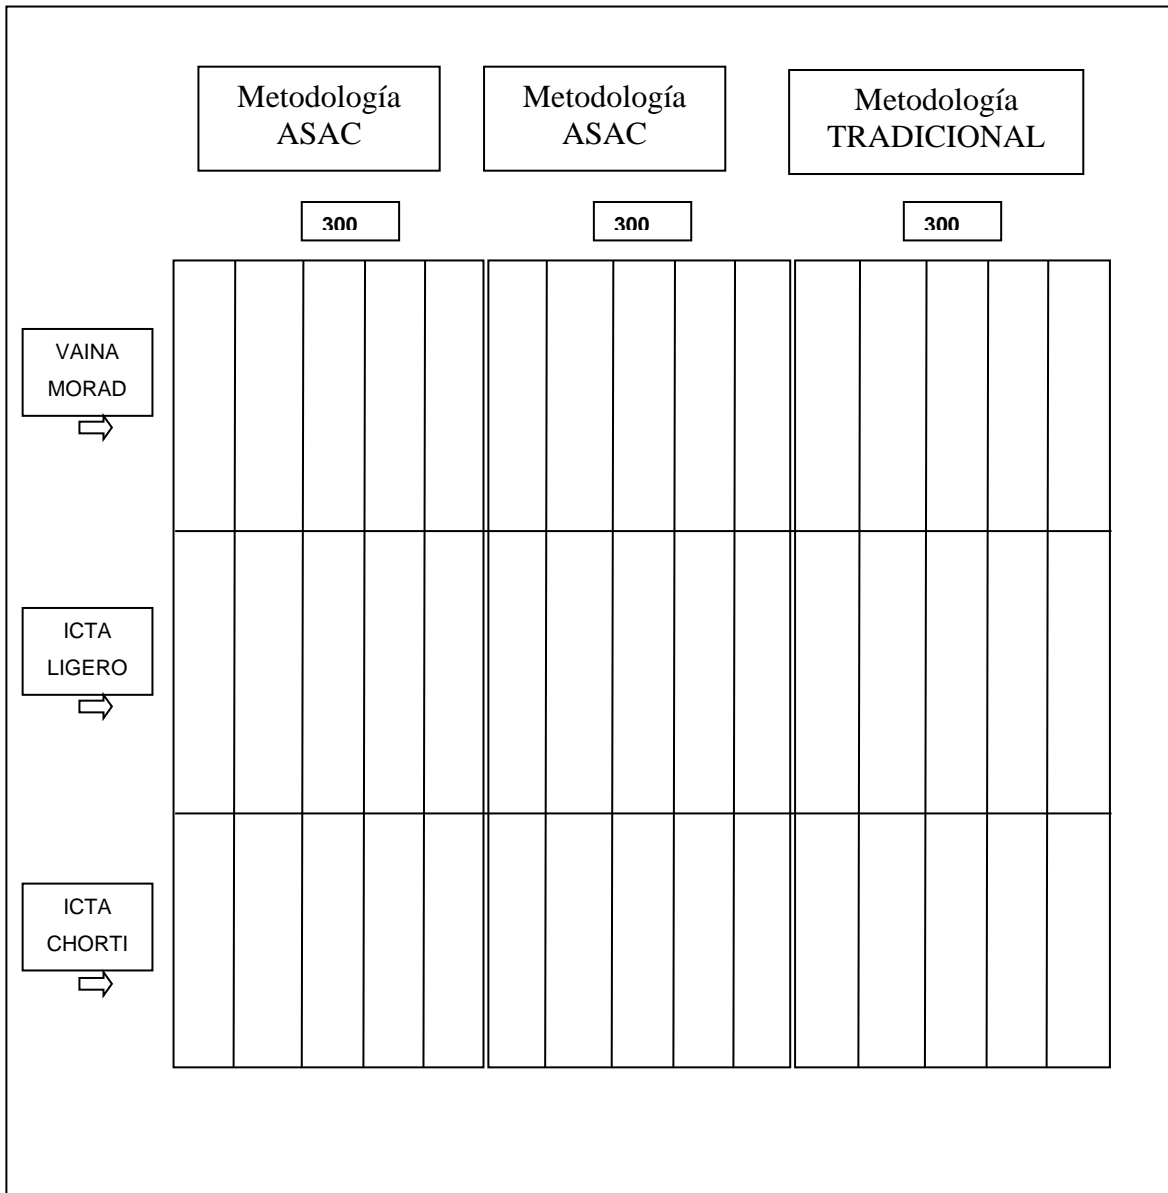 Metodología
ASAC
Metodología
ASAC
Metodología
TRADICIONAL
300
300
300
VAINA
MORAD
ICTA
LIGERO
ICTA
CHORTI